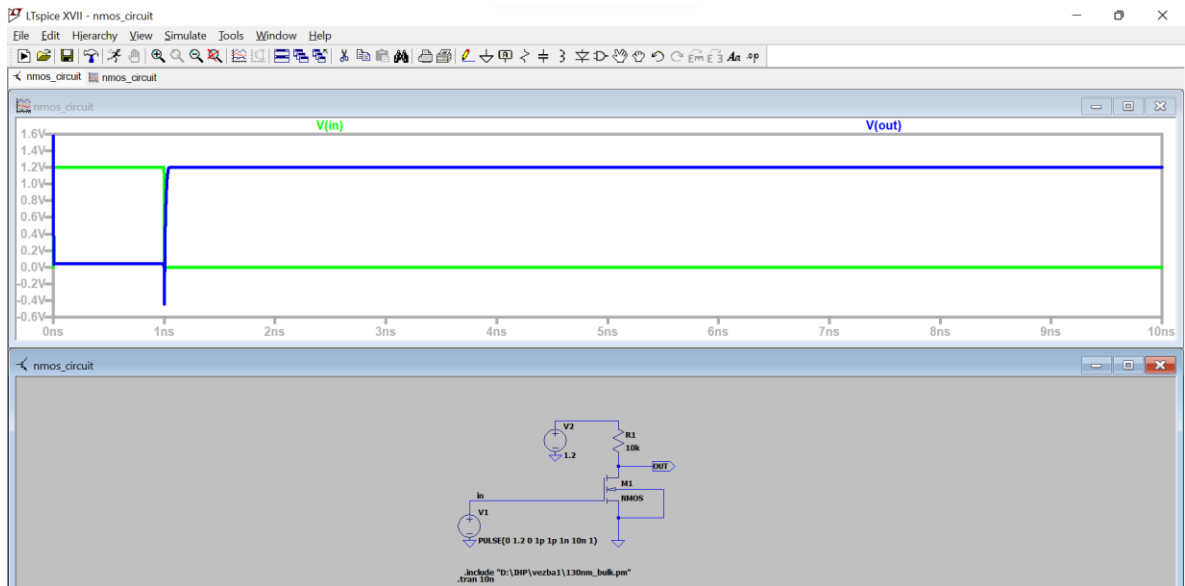 LTspice XVII - nmos_circuit
File Edit Hierarchy View Simulate Tools Window Help
nmos_circuit nmos_circuit
nmos_circuit
V(in) V(out)
1.6V
1.4V
1.2V
1.0V
0.8V
0.6V
0.4V
0.2V
0.0V
-0.2V
-0.4V
-0.6V
0ns 1ns 2ns 3ns 4ns 5ns 6ns 7ns 8ns 9ns 10ns
nmos_circuit
V2
R1
10k
1.2
OUT
M1
in
NMOS
V1
PULSE(0 1.2 0 1p 1p 1n 10n 1)
.include "D:\IHP\vezba1\130nm_bulk.pm"
.tran 10n